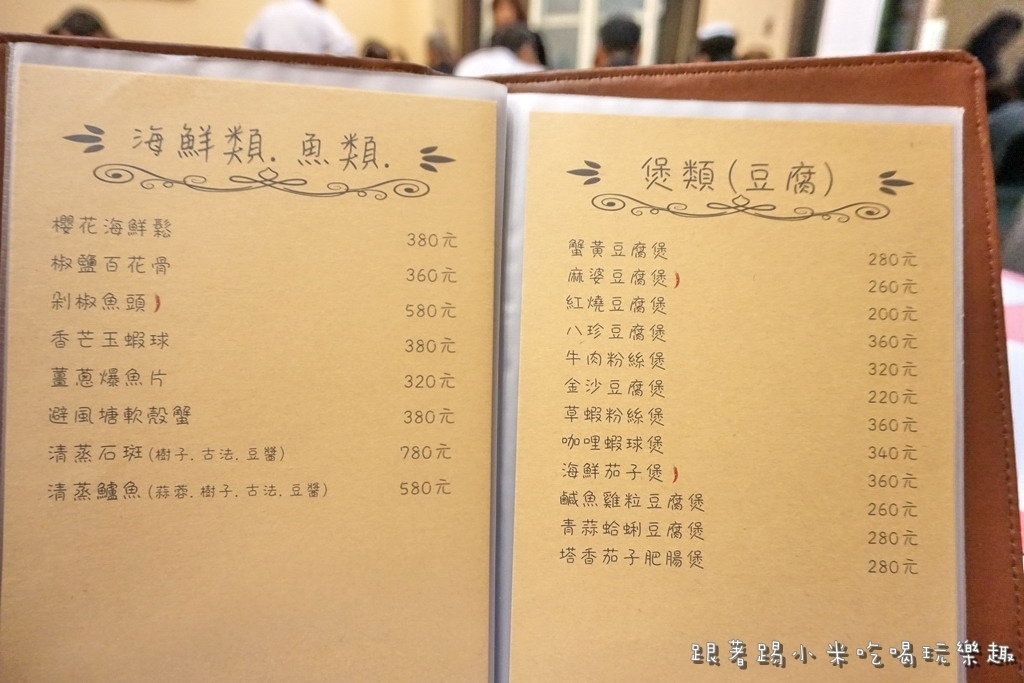 海鮮類. 魚類.
櫻花海鮮鬆 380元
椒鹽百花骨 360元
剁椒魚頭 580元
香芒玉蝦球 380元
薑蔥爆魚片 320元
避風塘軟殼蟹 380元
清蒸石斑(樹子.古法.豆醬) 780元
清蒸鱸魚(蒜蓉.樹子.古法.豆醬) 580元
煲類(豆腐)
蟹黃豆腐煲 280元
麻婆豆腐煲 260元
紅燒豆腐煲 200元
八珍豆腐煲 360元
牛肉粉絲煲 320元
金沙豆腐煲 220元
草蝦粉絲煲 360元
咖哩蝦球煲 340元
海鮮茄子煲 360元
鹹魚雞粒豆腐煲 260元
青蒜蛤蜊豆腐煲 280元
塔香茄子肥腸煲 280元
跟著踢小米吃喝玩樂趣